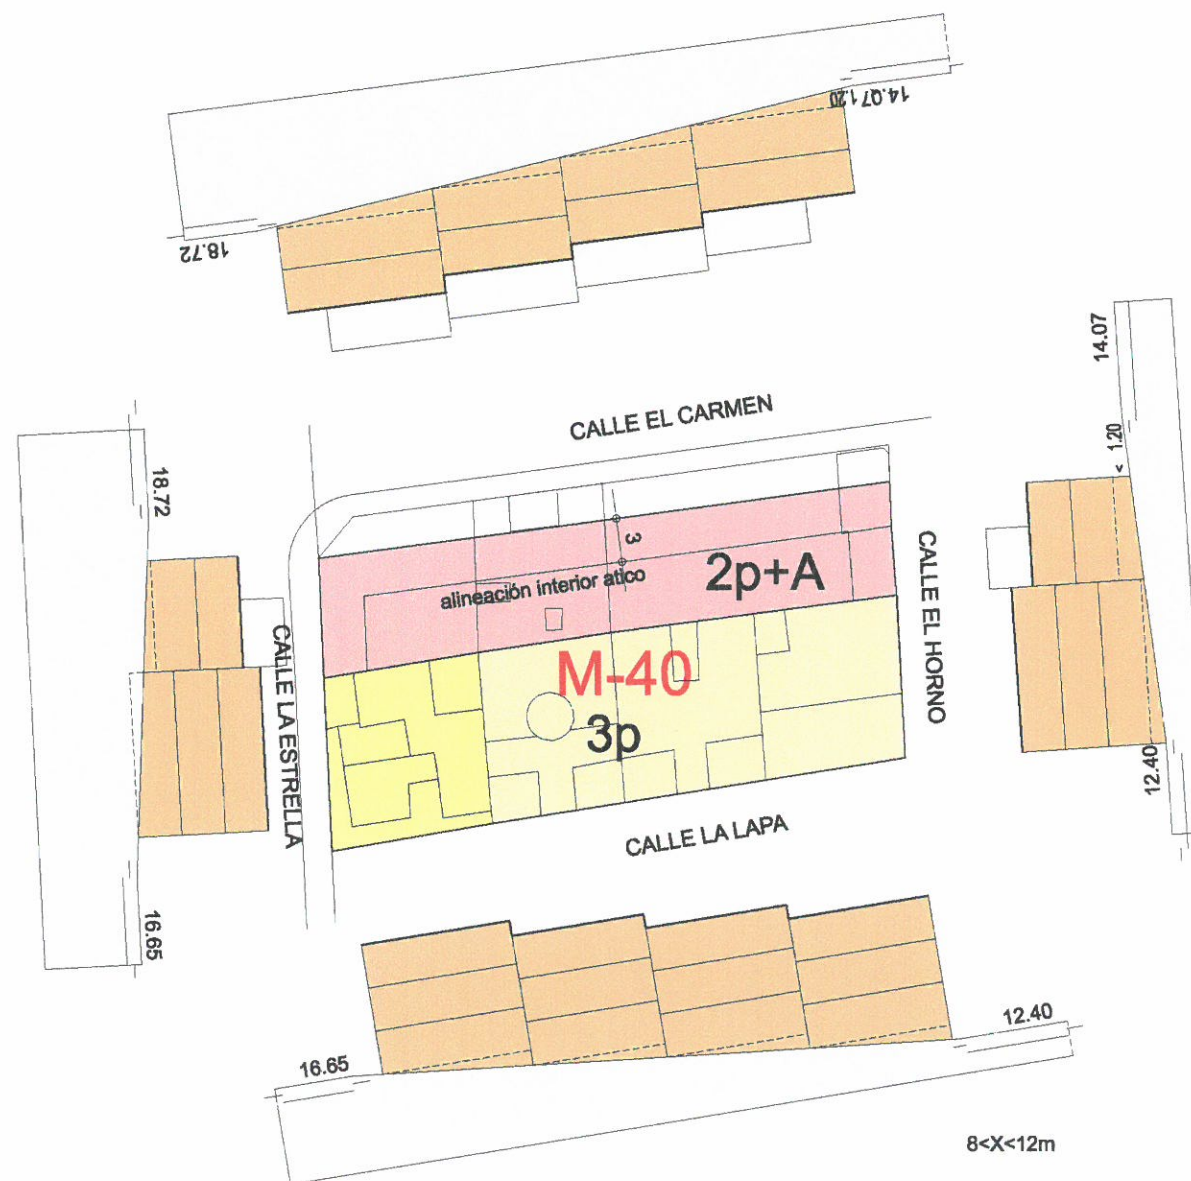 14.07
1.20
18.72
14.07
CALLE EL CARMEN
< 1.20
18.72
3
2p+A
alineación interior atico
CALLE EL HORNO
CALLE LA ESTRELLA
M-40
3p
12.40
CALLE LA LAPA
16.65
12.40
16.65
8<X<12m